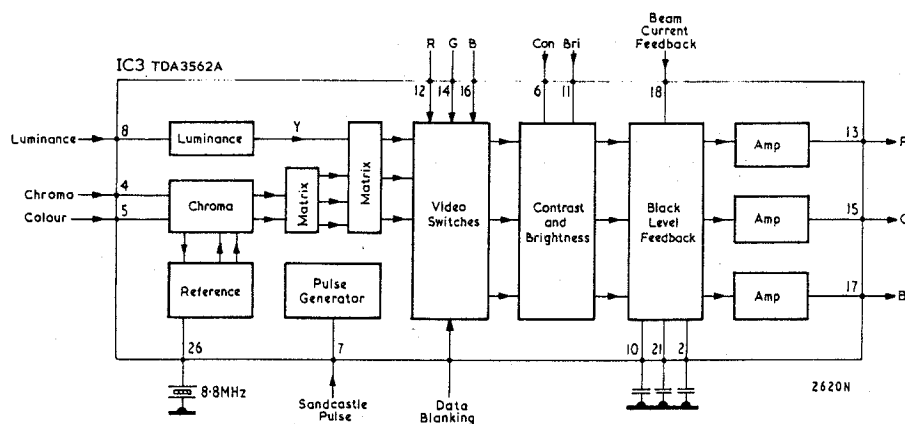 Beam
Current
Feedback
R G B
Con Bri
IC3 TDA3562A
12 14 16
6 11
18
Luminance
8
Luminance
Y
Matrix
Video
Switches
Contrast
and
Brightness
Black
Level
Feedback
Amp
13
Chroma
4
Colour
5
Chroma
Matrix
Amp
15
Reference
Pulse
Generator
Amp
17
B
26
7
10 21 2
8·8MHz
Sandcastle
Pulse
Data
Blanking
2620N